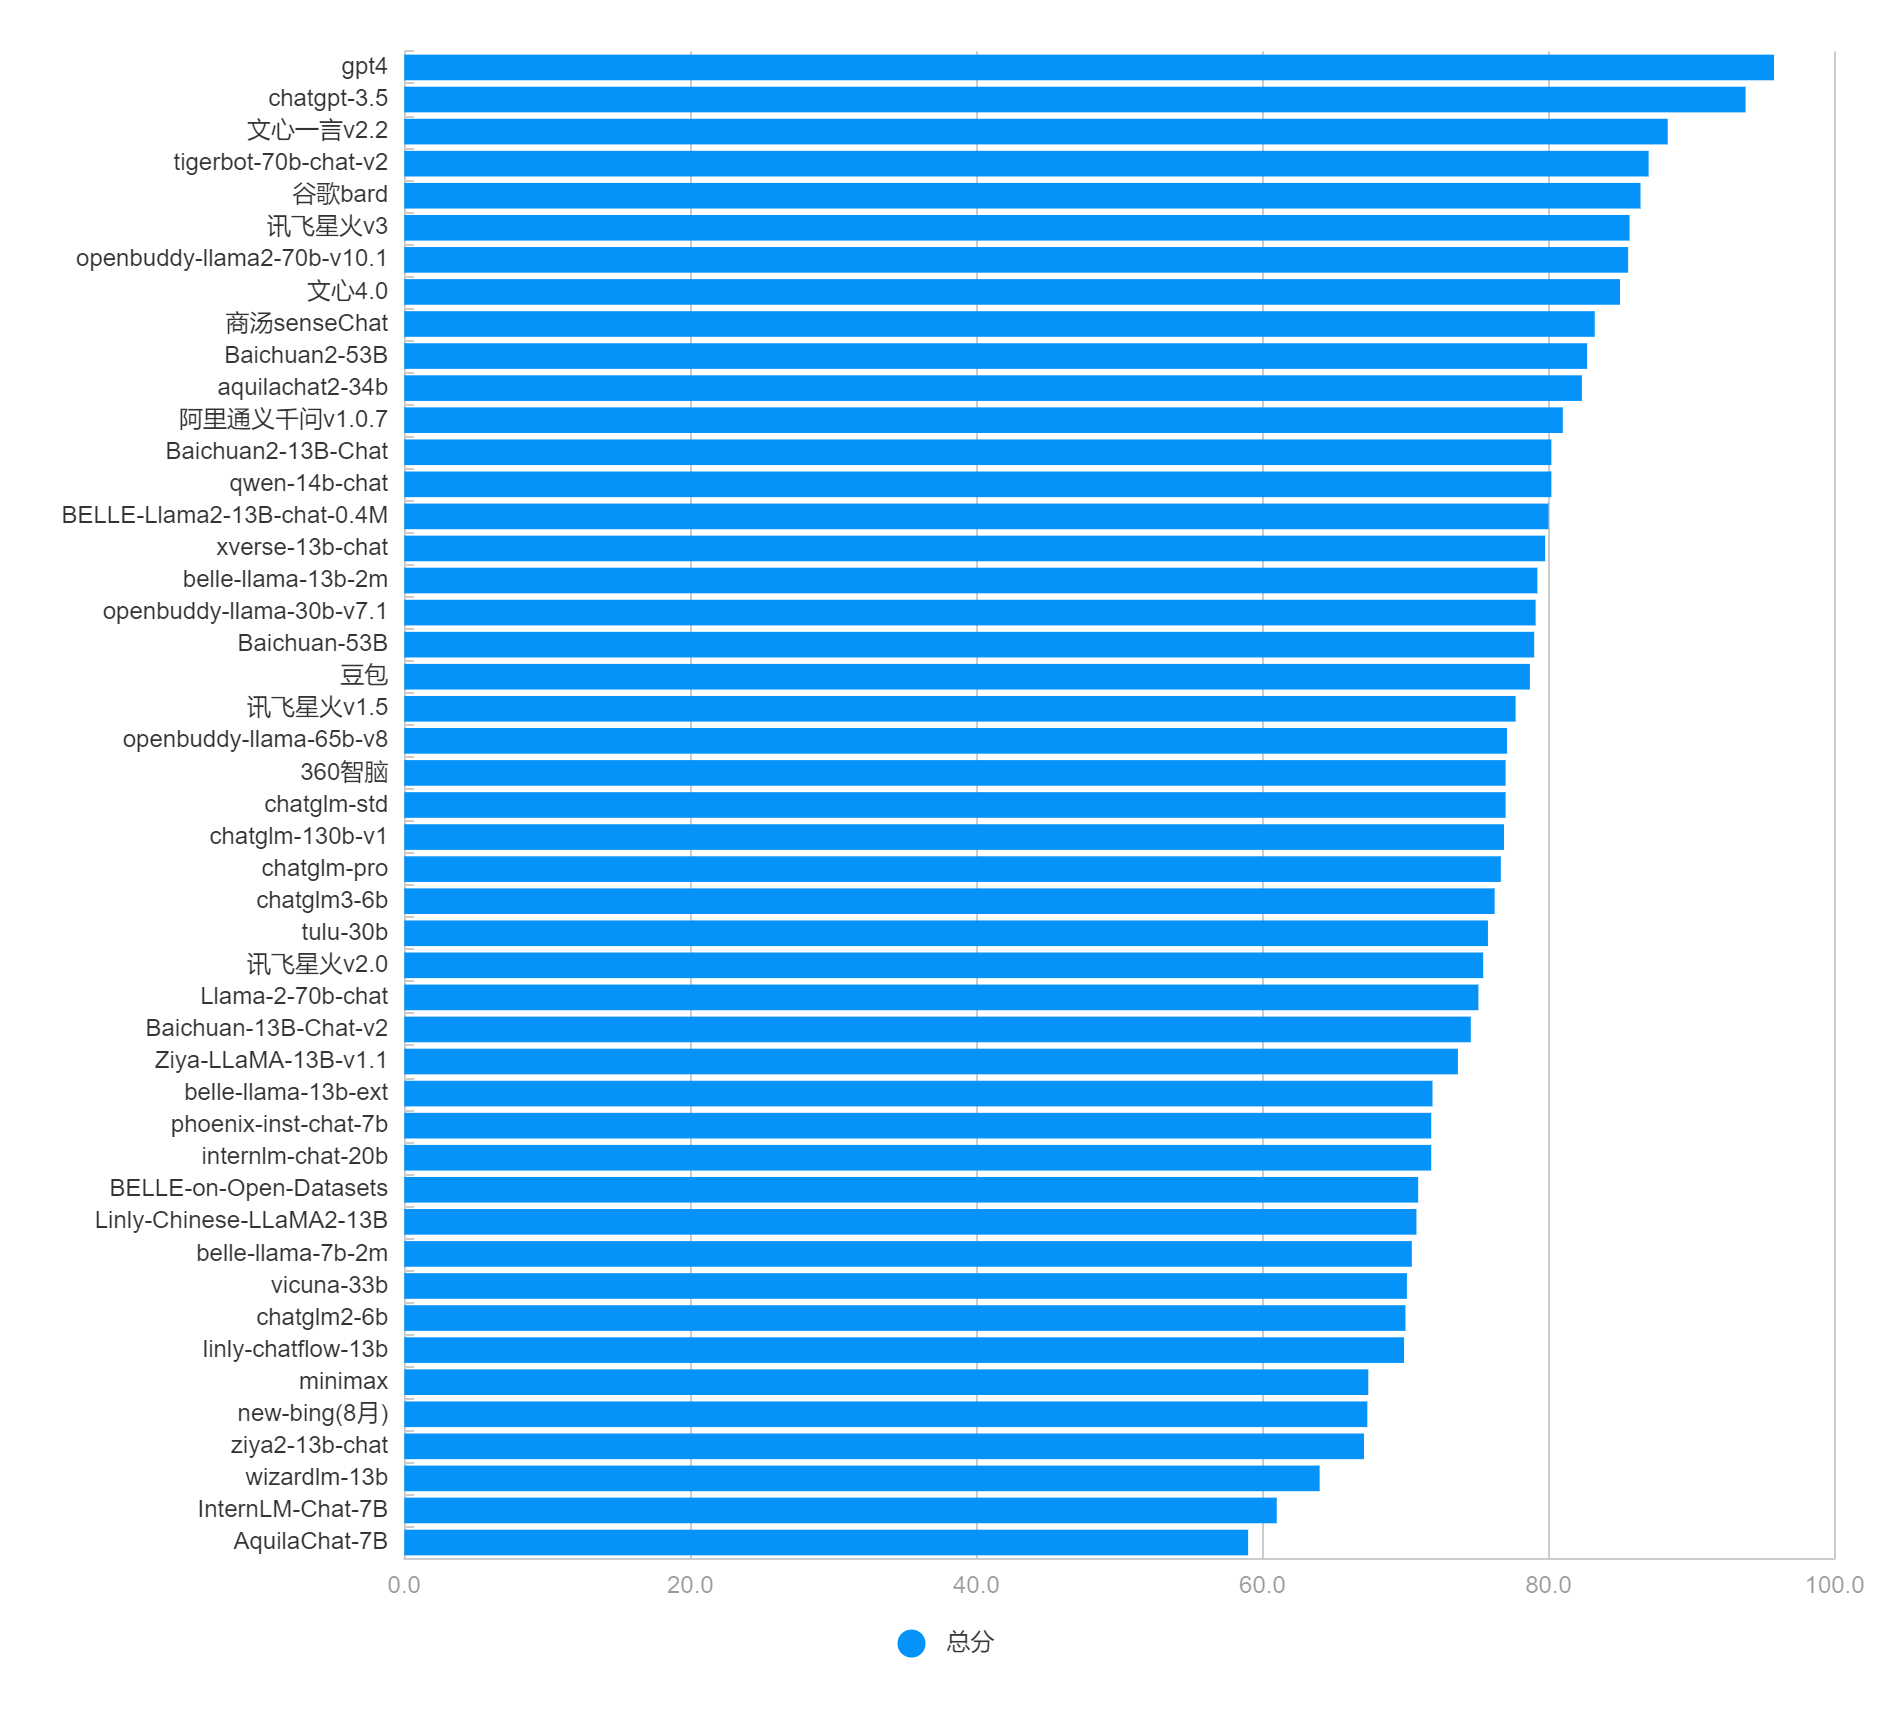 gpt4
chatgpt-3.5
文心一言v2.2
tigerbot-70b-chat-v2
谷歌bard
讯飞星火v3
openbuddy-llama2-70b-v10.1
文心4.0
商汤senseChat
Baichuan2-53B
aquilachat2-34b
阿里通义千问v1.0.7
Baichuan2-13B-Chat
qwen-14b-chat
BELLE-Llama2-13B-chat-0.4M
xverse-13b-chat
belle-llama-13b-2m
openbuddy-llama-30b-v7.1
Baichuan-53B
豆包
讯飞星火v1.5
openbuddy-llama-65b-v8
360智脑
chatglm-std
chatglm-130b-v1
chatglm-pro
chatglm3-6b
tulu-30b
讯飞星火v2.0
Llama-2-70b-chat
Baichuan-13B-Chat-v2
Ziya-LLaMA-13B-v1.1
belle-llama-13b-ext
phoenix-inst-chat-7b
internlm-chat-20b
BELLE-on-Open-Datasets
Linly-Chinese-LLaMA2-13B
belle-llama-7b-2m
vicuna-33b
chatglm2-6b
linly-chatflow-13b
minimax
new-bing(8月)
ziya2-13b-chat
wizardlm-13b
InternLM-Chat-7B
AquilaChat-7B
0.0 20.0 40.0 60.0 80.0 100.0
总分